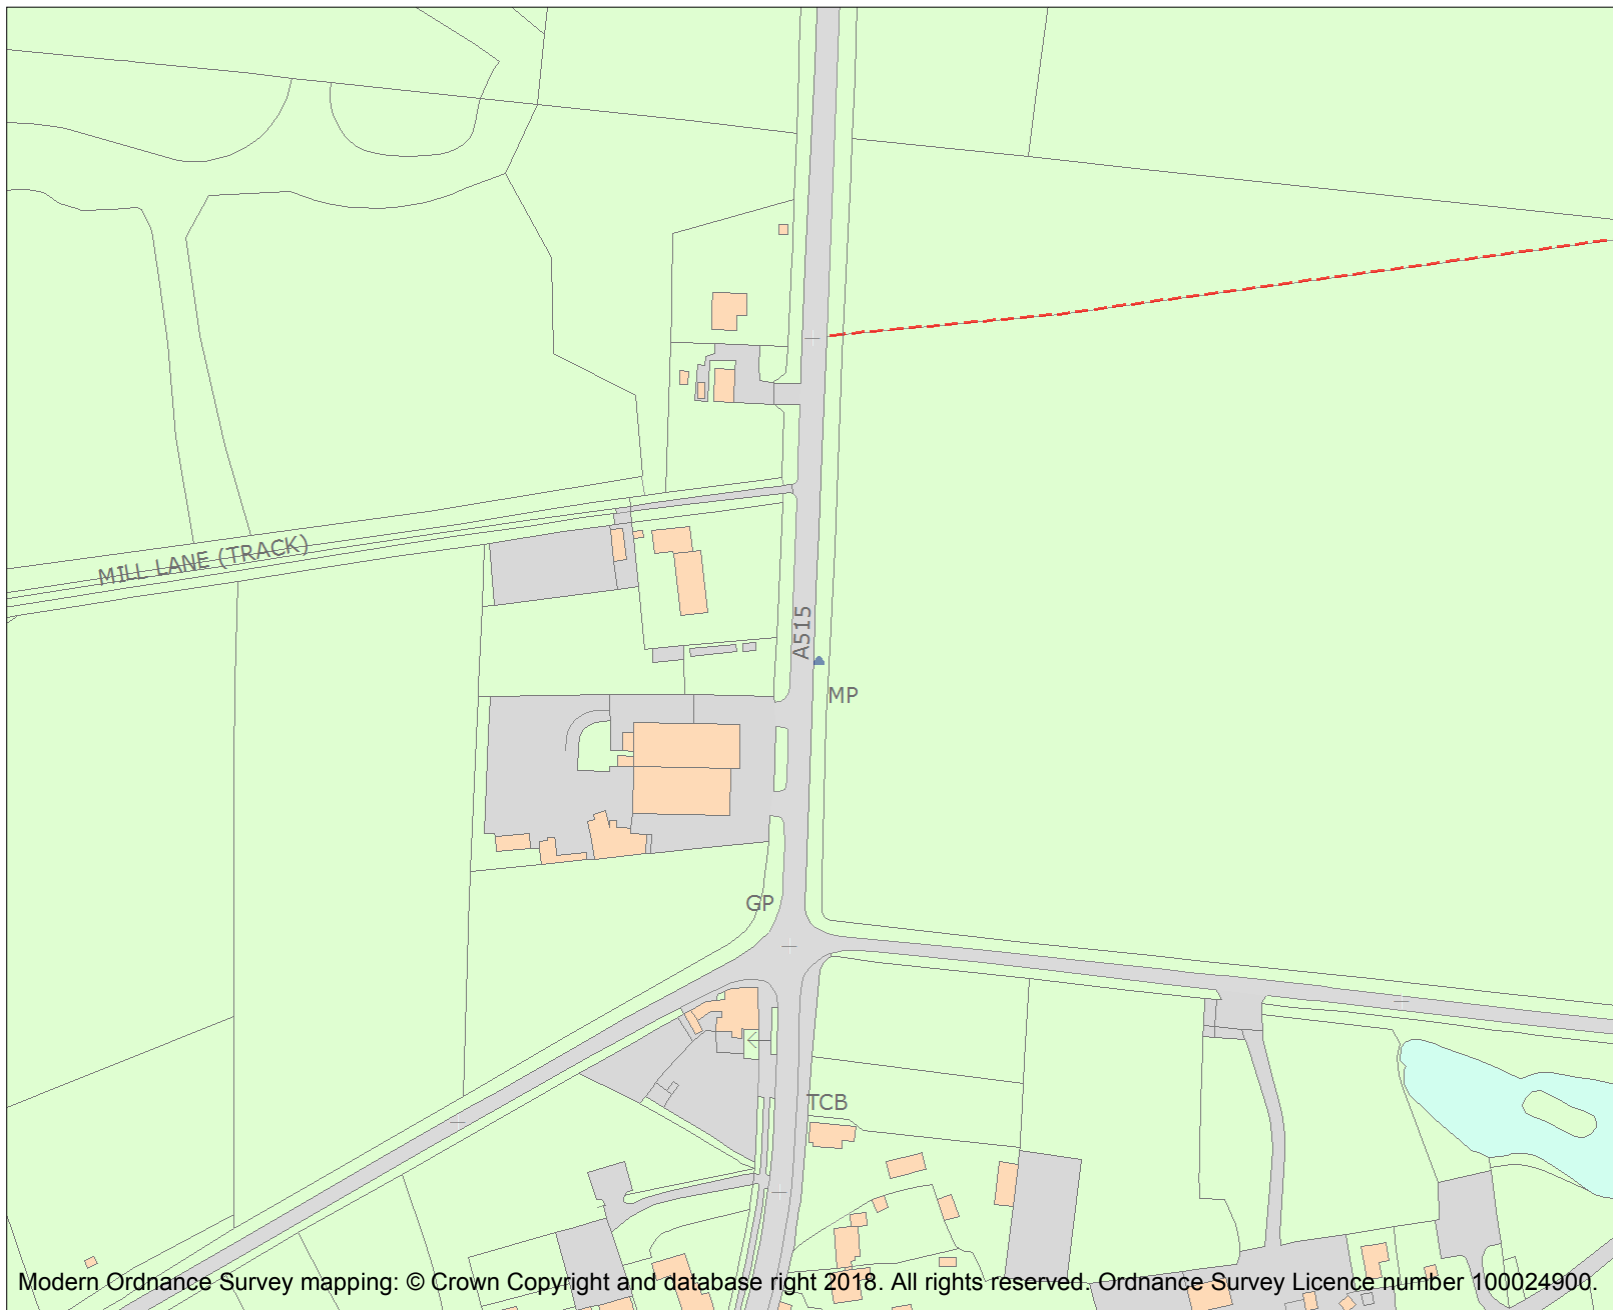 MILL LANE (TRACK)
A515
MP
GP
TCB
Modern Ordnance Survey mapping: © Crown Copyright and database right 2018. All rights reserved. Ordnance Survey Licence number 100024900.